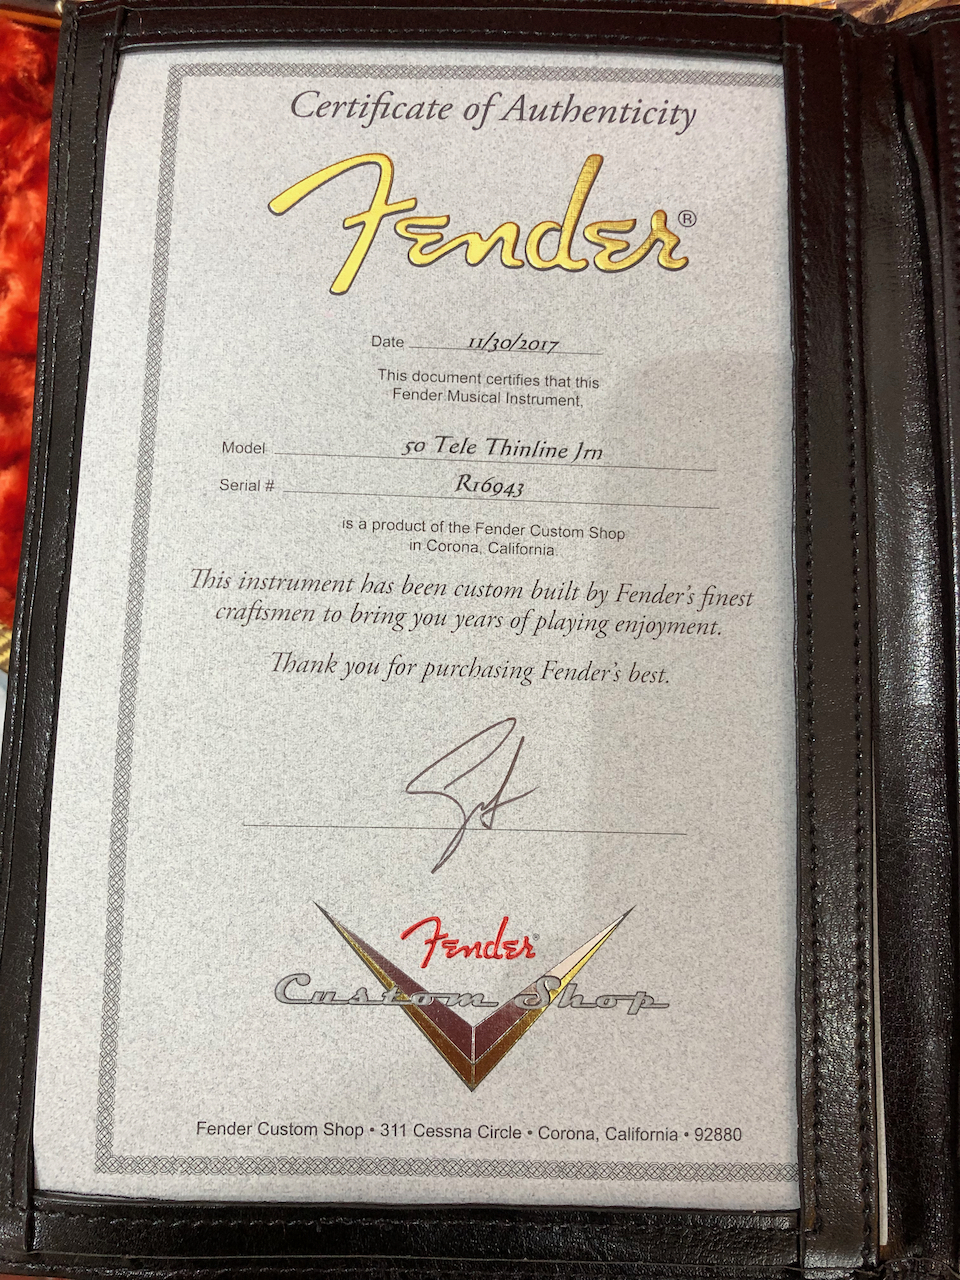 Certificate of Authenticity
Fender®
Date 11/30/2017
This document certifies that this
Fender Musical Instrument,
Model 50 Tele Thinline Jrn
Serial # R16943
is a product of the Fender Custom Shop
in Corona, California.
This instrument has been custom built by Fender's finest
craftsmen to bring you years of playing enjoyment.
Thank you for purchasing Fender's best.
Fender®
Custom Shop
Fender Custom Shop • 311 Cessna Circle • Corona, California • 92880